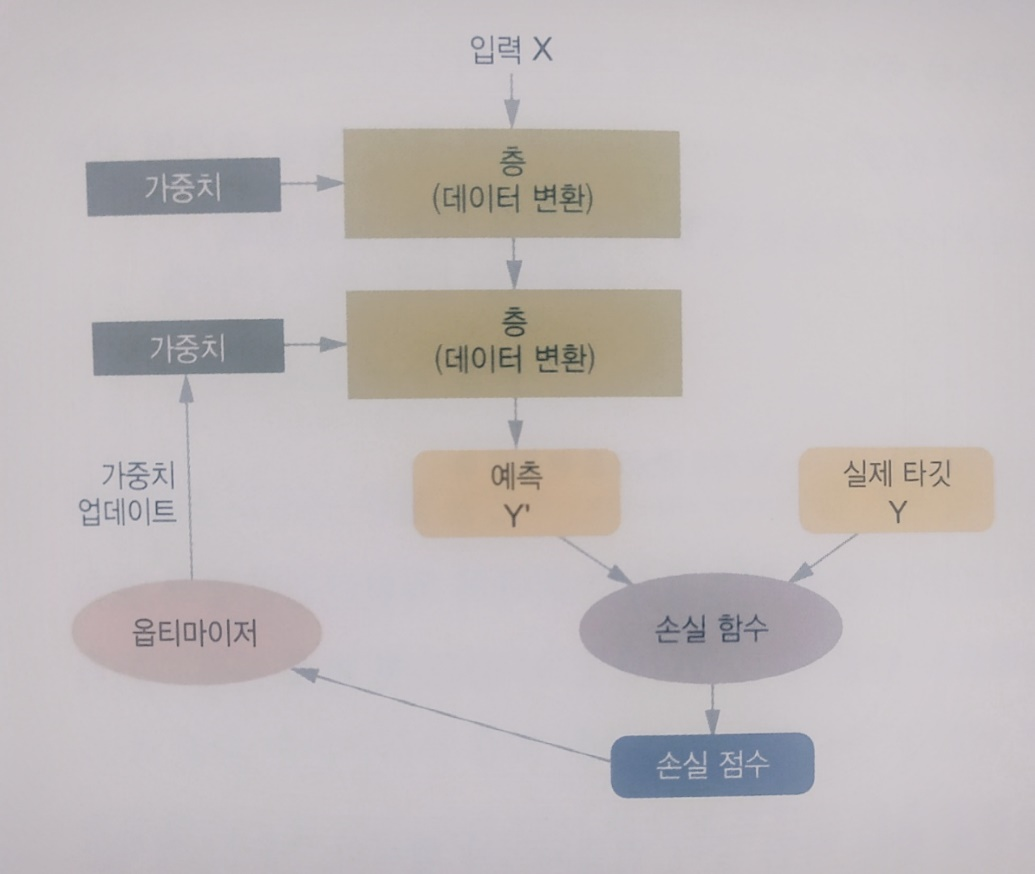 입력 X
가중치
층
(데이터 변환)
가중치
층
(데이터 변환)
가중치
업데이트
예측
Y'
실제 타깃
Y
옵티마이저
손실 함수
손실 점수